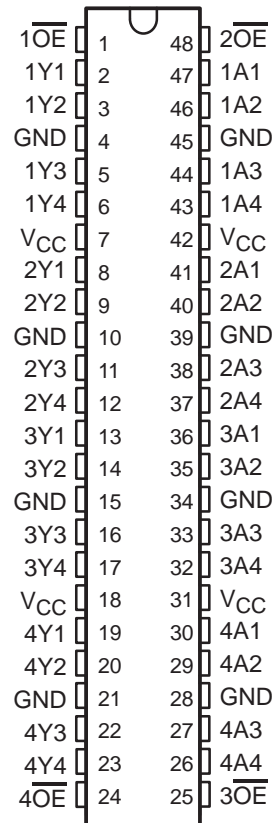 1O̅E̅ 1 48 2O̅E̅
1Y1 2 47 1A1
1Y2 3 46 1A2
GND 4 45 GND
1Y3 5 44 1A3
1Y4 6 43 1A4
VCC 7 42 VCC
2Y1 8 41 2A1
2Y2 9 40 2A2
GND 10 39 GND
2Y3 11 38 2A3
2Y4 12 37 2A4
3Y1 13 36 3A1
3Y2 14 35 3A2
GND 15 34 GND
3Y3 16 33 3A3
3Y4 17 32 3A4
VCC 18 31 VCC
4Y1 19 30 4A1
4Y2 20 29 4A2
GND 21 28 GND
4Y3 22 27 4A3
4Y4 23 26 4A4
4O̅E̅ 24 25 3O̅E̅